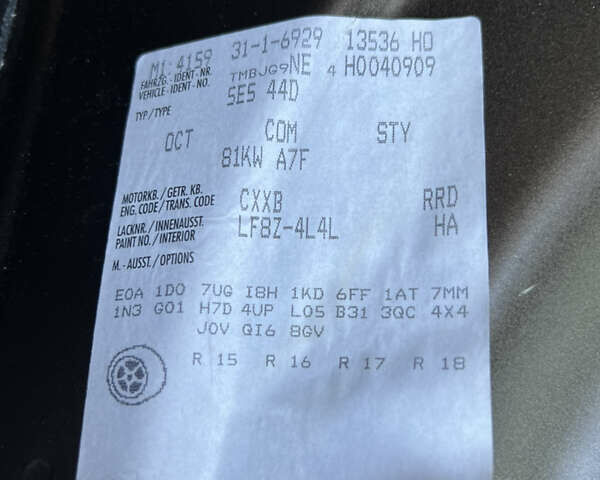 M1-4159 31-1-6929 13536 HO
FAHRZG.-IDENT-NR. TMBJG9NE 4 H0040909
VEHICLE-IDENT-NO.
TYP/TYPE 5E5 44D
OCT COM STY
81KW A7F
MOTORKB./GETR.KB. CXXB RRD
ENG.CODE/TRANS.CODE
LACKNR./INNENAUSST. LF8Z-4L4L HA
PAINT NO./INTERIOR
M.-AUSST./OPTIONS
E0A 1D0 7UG I8H 1KD 6FF 1AT 7MM
1N3 G01 H7D 4UP L05 B31 3QC 4X4
J0V QI6 8GV
R 15 R 16 R 17 R 18